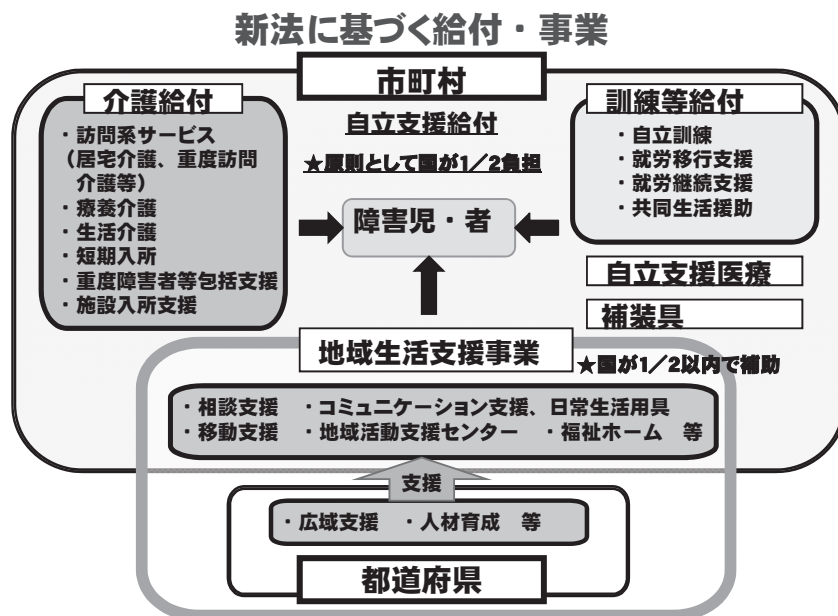 新法に基づく給付・事業
市町村
介護給付
・訪問系サービス
（居宅介護、重度訪問
介護等）
・療養介護
・生活介護
・短期入所
・重度障害者等包括支援
・施設入所支援
自立支援給付
★原則として国が1／2負担
障害児・者
訓練等給付
・自立訓練
・就労移行支援
・就労継続支援
・共同生活援助
自立支援医療
補装具
地域生活支援事業
★国が1／2以内で補助
・相談支援　・コミュニケーション支援、日常生活用具
・移動支援　・地域活動支援センター　・福祉ホーム　等
支援
・広域支援　・人材育成　等
都道府県